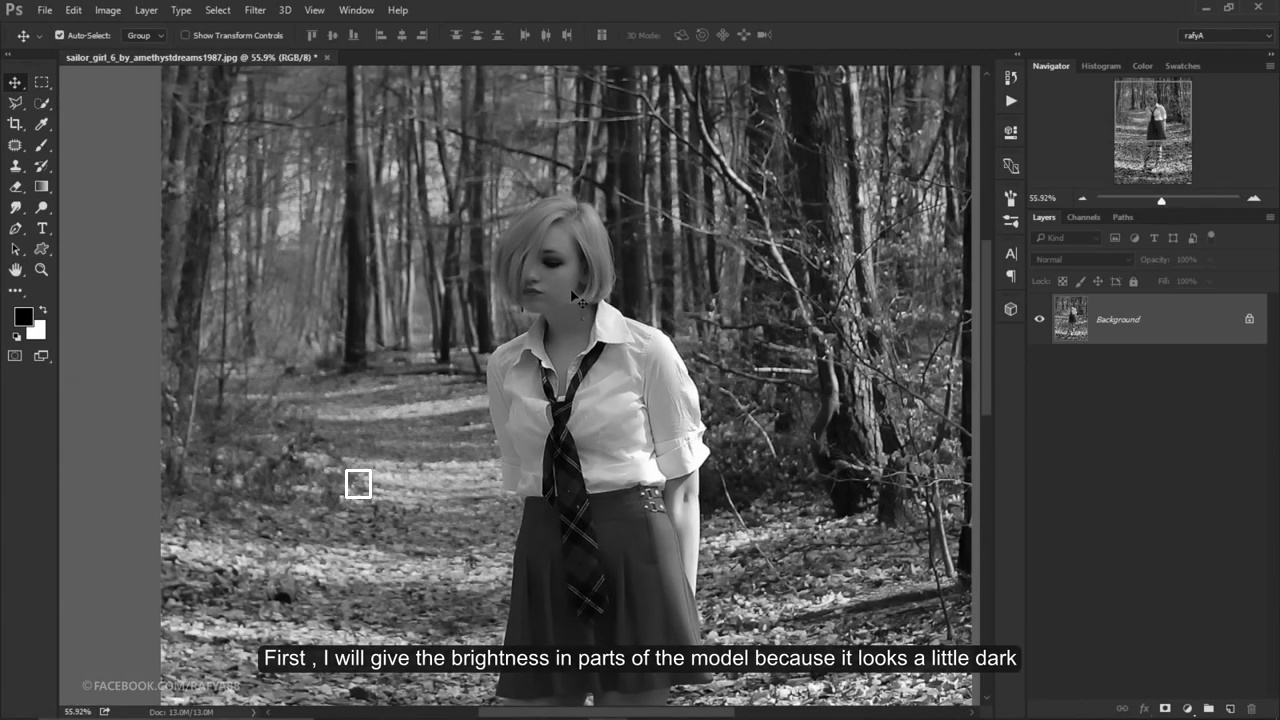 Ps File Edit Image Layer Type Select Filter 3D View Window Help
Auto-Select: Group Show Transform Controls 3D Mode: rafyA
sailor_girl_6_by_amethystdreams1987.jpg @ 55.9% (RGB/8) * ×
Navigator Histogram Color Swatches
55.92%
Layers Channels Paths
Kind
Normal Opacity: 100%
Lock: Fill: 100%
Background
First , I will give the brightness in parts of the model because it looks a little dark
© FACEBOOK.COM/RAFYA88
55.92% Doc: 13.0M/13.0M